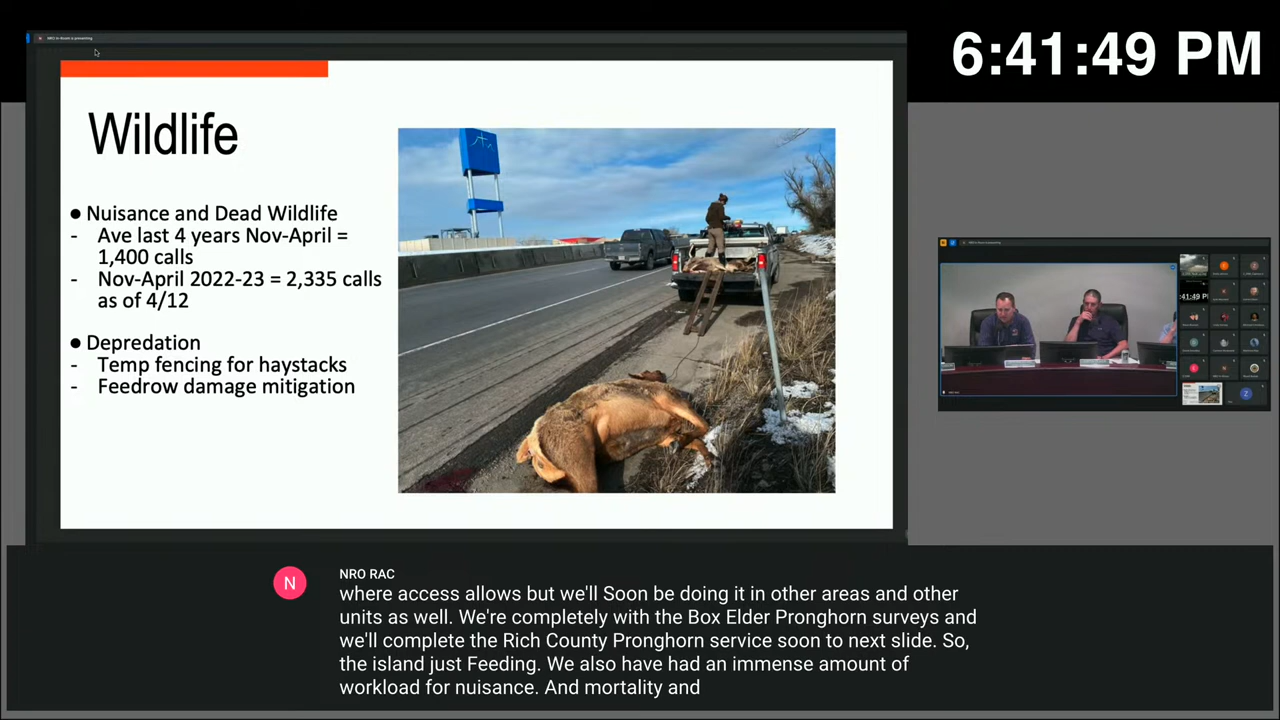 6:41:49 PM
Wildlife
● Nuisance and Dead Wildlife
- Ave last 4 years Nov-April =
1,400 calls
- Nov-April 2022-23 = 2,335 calls
as of 4/12
● Depredation
- Temp fencing for haystacks
- Feedrow damage mitigation
:41:49 PM
N
NRO RAC
where access allows but we'll Soon be doing it in other areas and other
units as well. We're completely with the Box Elder Pronghorn surveys and
we'll complete the Rich County Pronghorn service soon to next slide. So,
the island just Feeding. We also have had an immense amount of
workload for nuisance. And mortality and